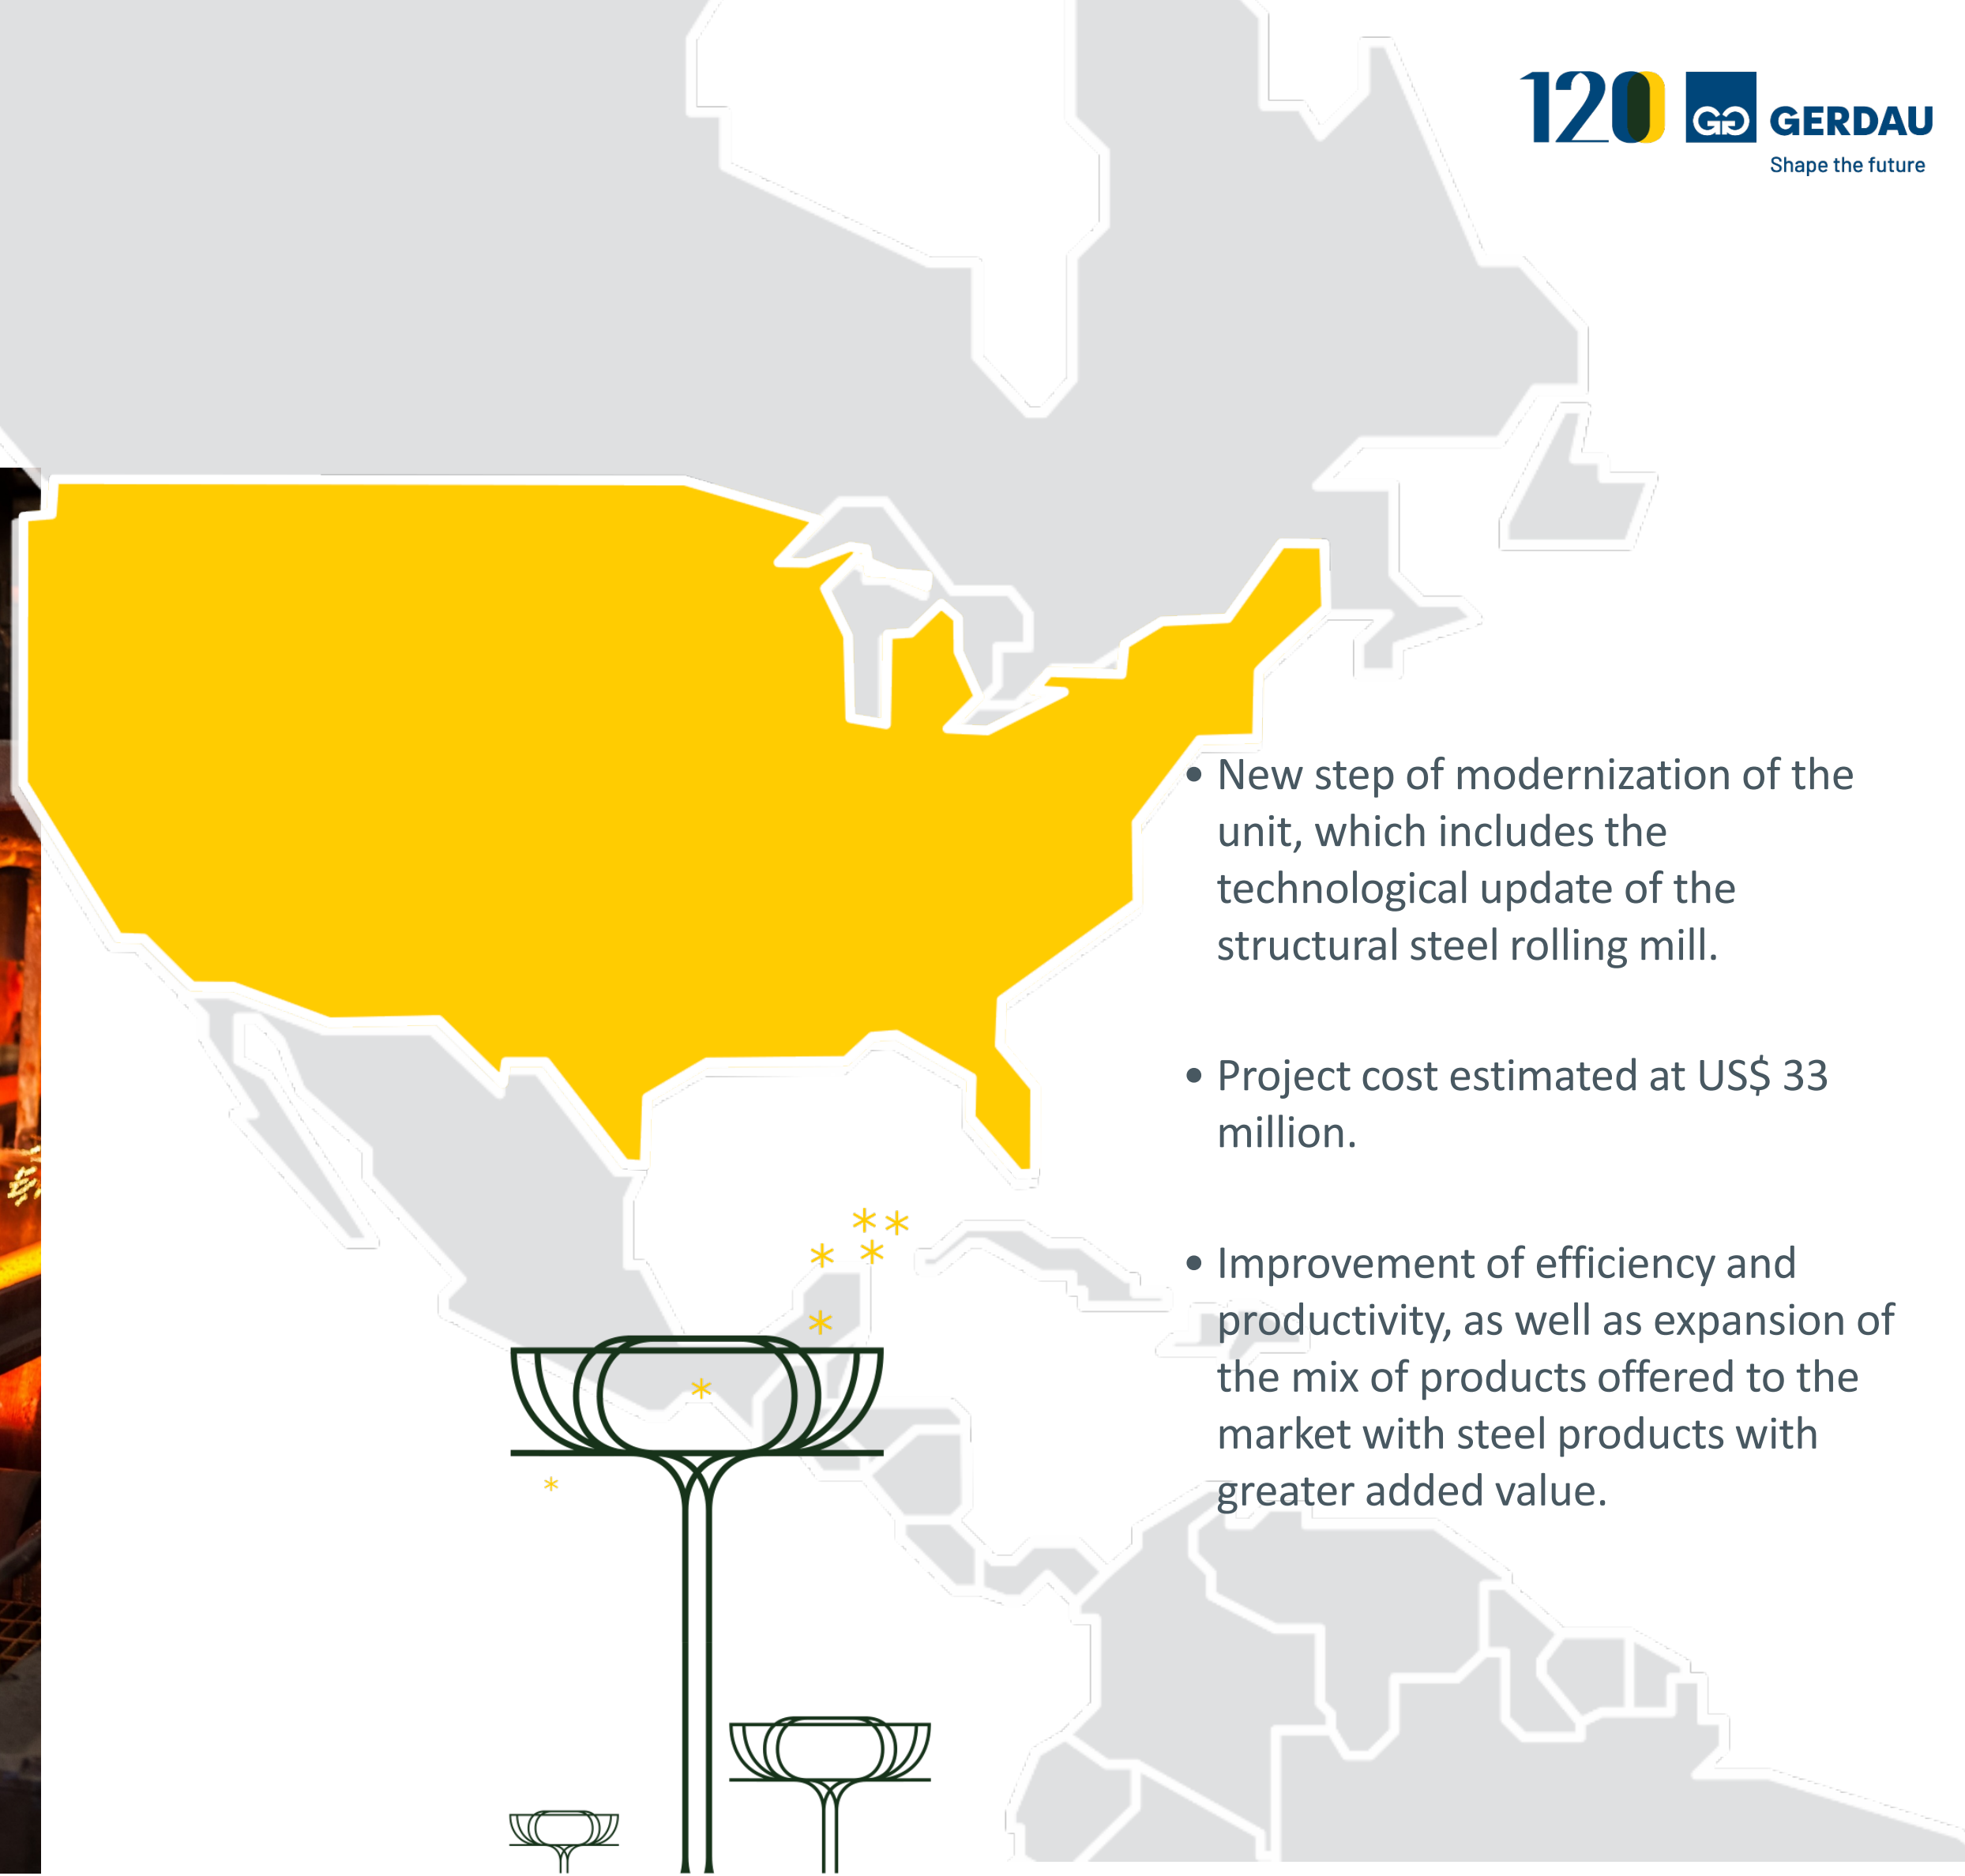 120 GERDAU
Shape the future
• New step of modernization of the
unit, which includes the
technological update of the
structural steel rolling mill.
• Project cost estimated at US$ 33
million.
• Improvement of efficiency and
productivity, as well as expansion of
the mix of products offered to the
market with steel products with
greater added value.